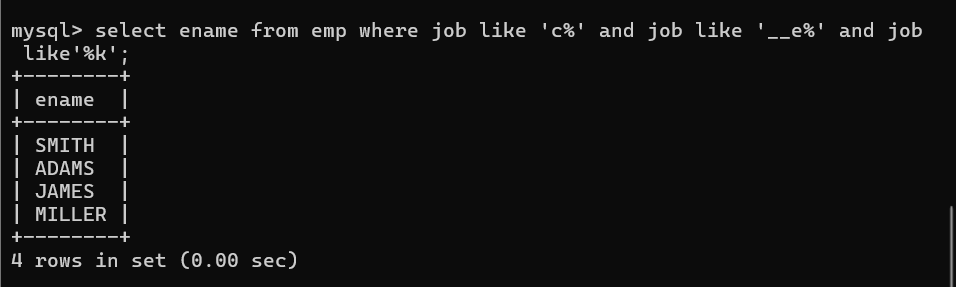 mysql> select ename from emp where job like 'c%' and job like '__e%' and job
 like'%k';
+--------+
| ename  |
+--------+
| SMITH  |
| ADAMS  |
| JAMES  |
| MILLER |
+--------+
4 rows in set (0.00 sec)